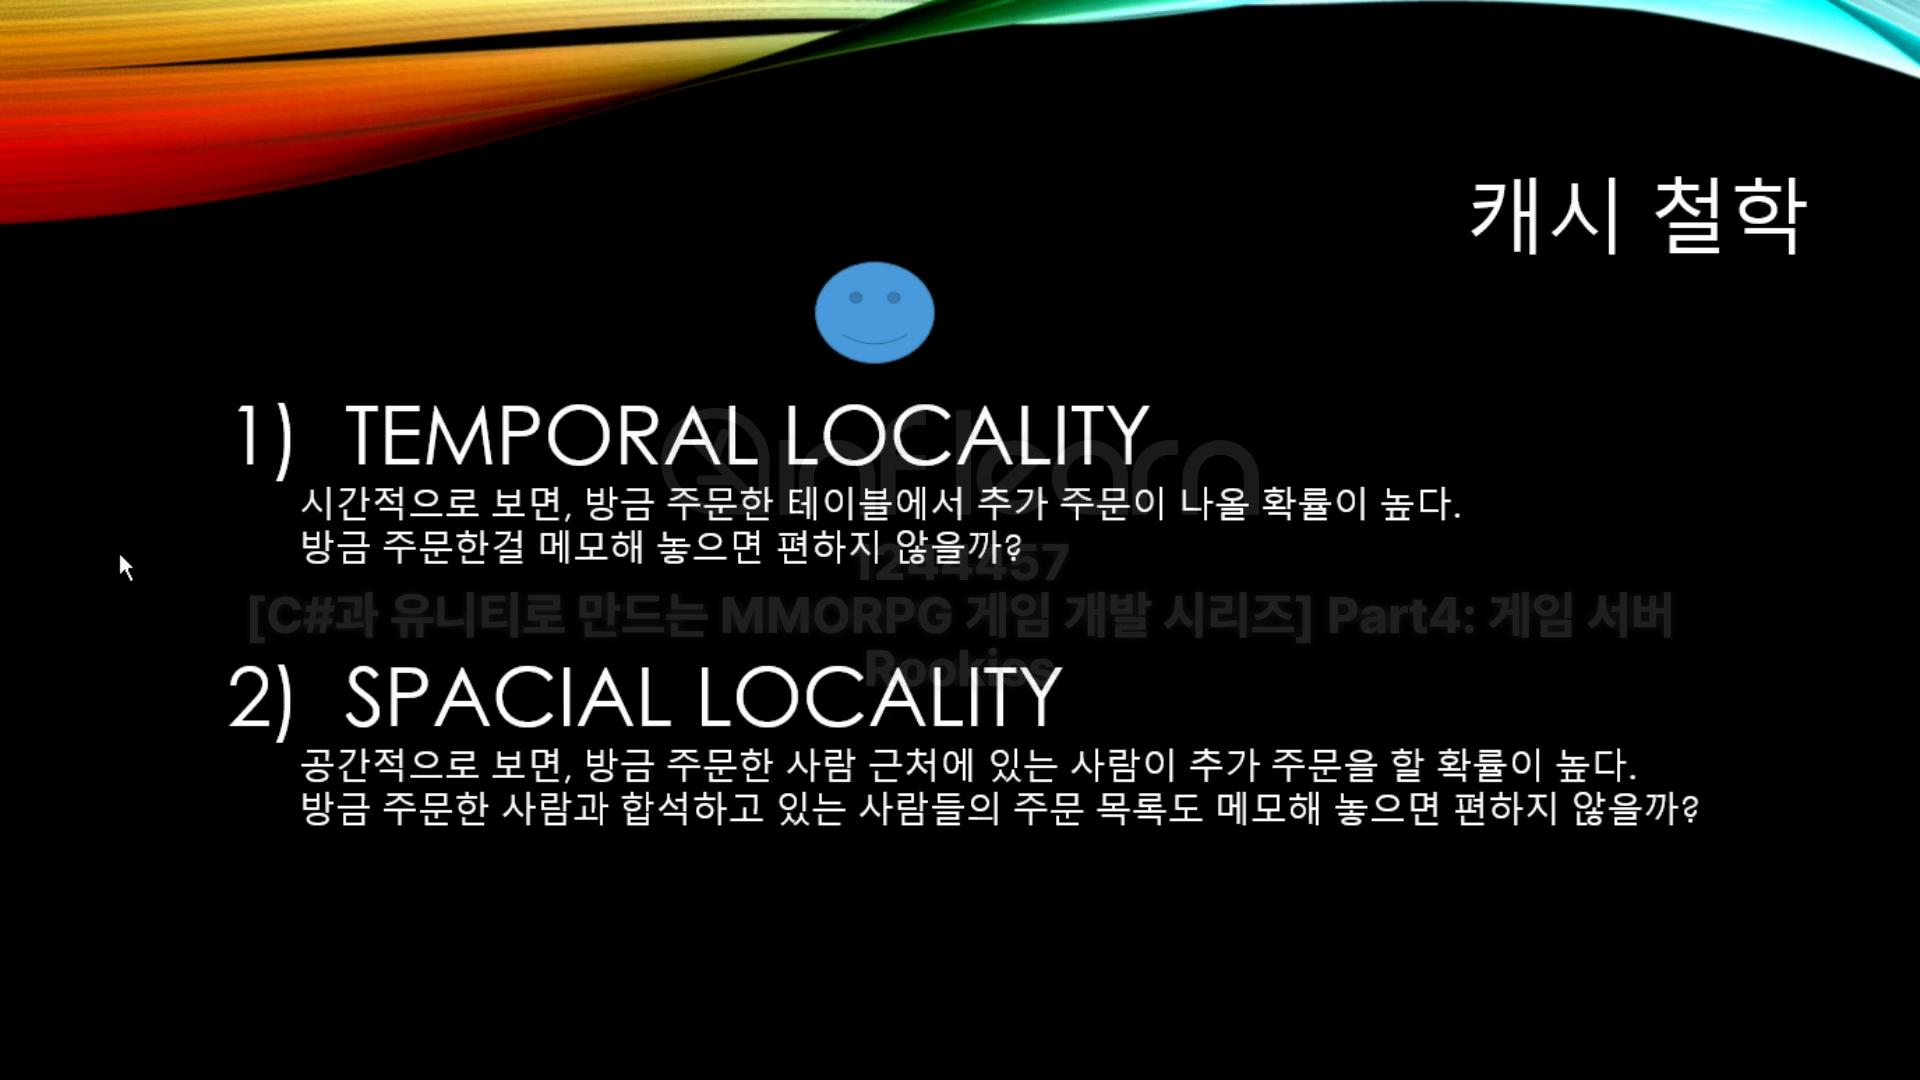 캐시 철학
1) TEMPORAL LOCALITY
시간적으로 보면, 방금 주문한 테이블에서 추가 주문이 나올 확률이 높다.
방금 주문한걸 메모해 놓으면 편하지 않을까?
inflearn
1244457
[C#과 유니티로 만드는 MMORPG 게임 개발 시리즈] Part4: 게임 서버
Rookiss
2) SPACIAL LOCALITY
공간적으로 보면, 방금 주문한 사람 근처에 있는 사람이 추가 주문을 할 확률이 높다.
방금 주문한 사람과 합석하고 있는 사람들의 주문 목록도 메모해 놓으면 편하지 않을까?